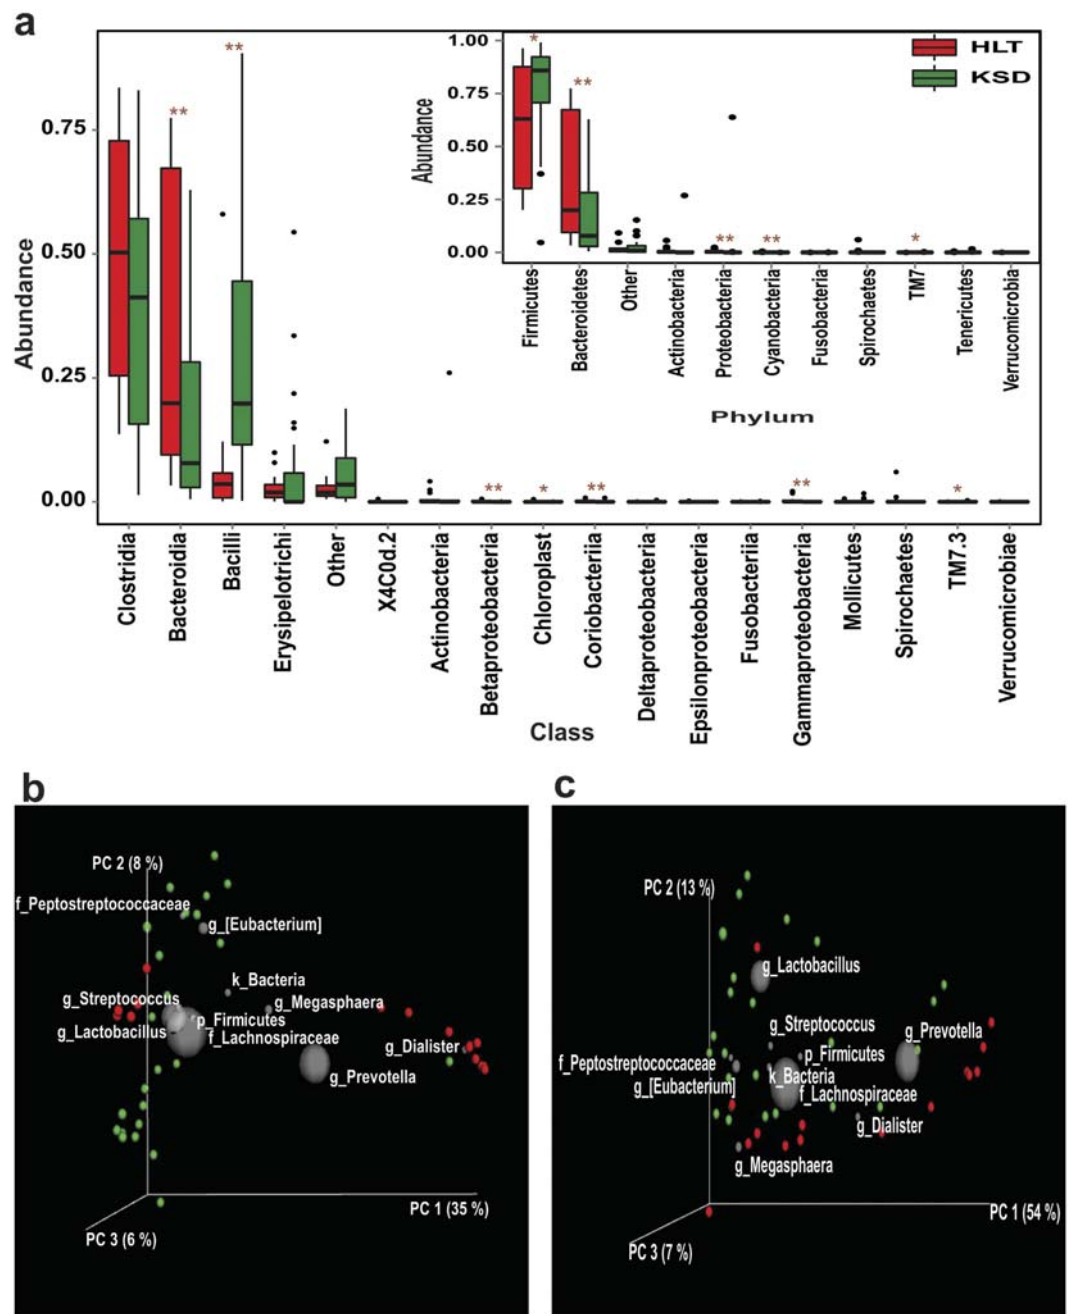 a
Abundance
0.75
0.50
0.25
0.00
**
**
**
*
**
**
*
Clostridia
Bacteroidia
Bacilli
Erysipelotrichi
Other
X4C0d.2
Actinobacteria
Betaproteobacteria
Chloroplast
Coriobacteriia
Deltaproteobacteria
Epsilonproteobacteria
Fusobacteriia
Gammaproteobacteria
Mollicutes
Spirochaetes
TM7.3
Verrucomicrobiae
Class
Abundance
1.00
0.75
0.50
0.25
0.00
*
**
**
**
*
HLT
KSD
Firmicutes
Bacteroidetes
Other
Actinobacteria
Proteobacteria
Cyanobacteria
Fusobacteria
Spirochaetes
TM7
Tenericutes
Verrucomicrobia
Phylum
b
PC 2 (8 %)
f_Peptostreptococcaceae
g_[Eubacterium]
k_Bacteria
g_Streptococcus
g_Megasphaera
p_Firmicutes
g_Lactobacillus
f_Lachnospiraceae
g_Dialister
g_Prevotella
PC 1 (35 %)
PC 3 (6 %)
c
PC 2 (13 %)
g_Lactobacillus
g_Streptococcus
g_Prevotella
p_Firmicutes
f_Peptostreptococcaceae
k_Bacteria
g_[Eubacterium]
f_Lachnospiraceae
g_Dialister
g_Megasphaera
PC 1 (54 %)
PC 3 (7 %)